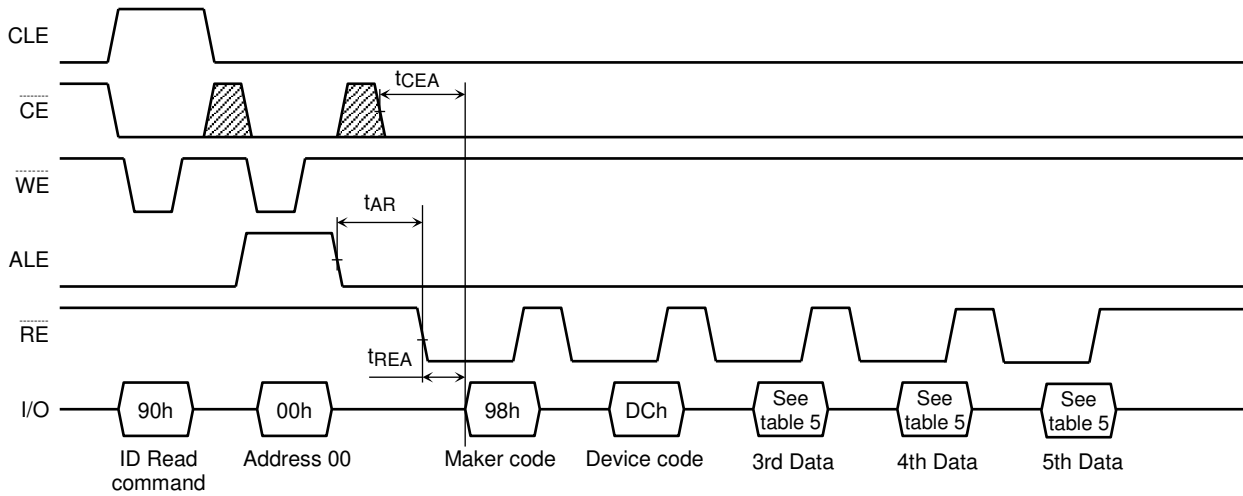 CLE
tCEA
CE
WE
tAR
ALE
RE
tREA
I/O
90h
00h
98h
DCh
See
table 5
See
table 5
See
table 5
ID Read
command
Address 00
Maker code
Device code
3rd Data
4th Data
5th Data